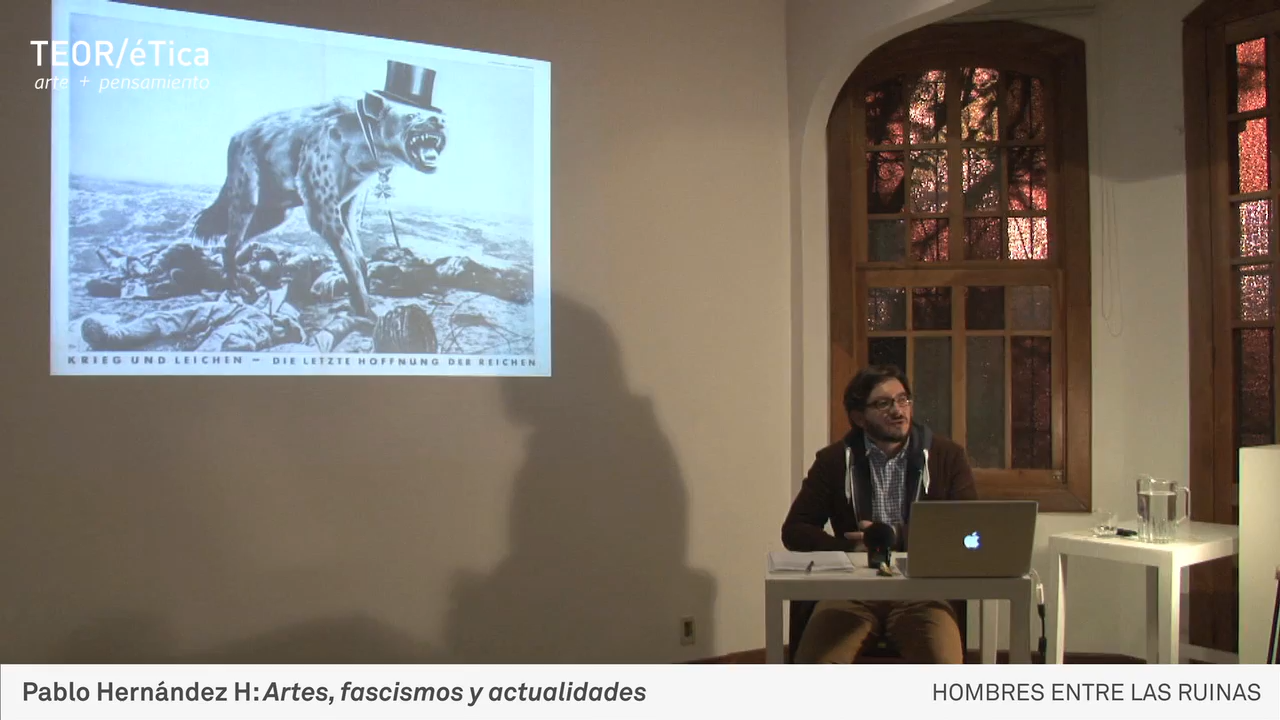 TEOR/éTica
arte + pensamiento
KRIEG UND LEICHEN – DIE LETZTE HOFFNUNG DER REICHEN
Pablo Hernández H: Artes, fascismos y actualidades
HOMBRES ENTRE LAS RUINAS